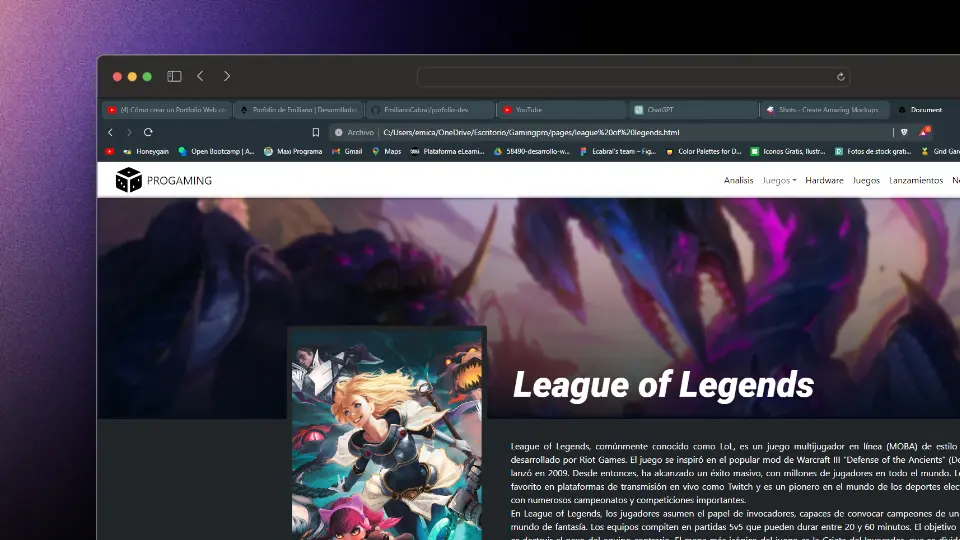 (4) Cómo crear un Portfolio Web co
Porfolio de Emiliano | Desarrollado
EmilianoCabral/porfolio-dev
YouTube
ChatGPT
Shots - Create Amazing Mockups
Document
Archivo C:/Users/emica/OneDrive/Escritorio/Gamingpro/pages/league%20of%20legends.html
Honeygain
Open Bootcamp | A...
Maxi Programa
Gmail
Maps
Plataforma eLearni...
58490-desarrollo-w...
Ecabral's team – Fig...
Color Palettes for D...
Iconos Gratis, Ilustr...
Fotos de stock grati...
Grid Gar
PROGAMING
Analisis Juegos Hardware Juegos Lanzamientos N
League of Legends
League of Legends, comúnmente conocido como LoL, es un juego multijugador en línea (MOBA) de estilo
desarrollado por Riot Games. El juego se inspiró en el popular mod de Warcraft III "Defense of the Ancients" (Do
lanzó en 2009. Desde entonces, ha alcanzado un éxito masivo, con millones de jugadores en todo el mundo. L
favorito en plataformas de transmisión en vivo como Twitch y es un pionero en el mundo de los deportes elec
con numerosos campeonatos y competiciones importantes.
En League of Legends, los jugadores asumen el papel de invocadores, capaces de convocar campeones de un
mundo de fantasía. Los equipos compiten en partidas 5v5 que pueden durar entre 20 y 60 minutos. El objetivo